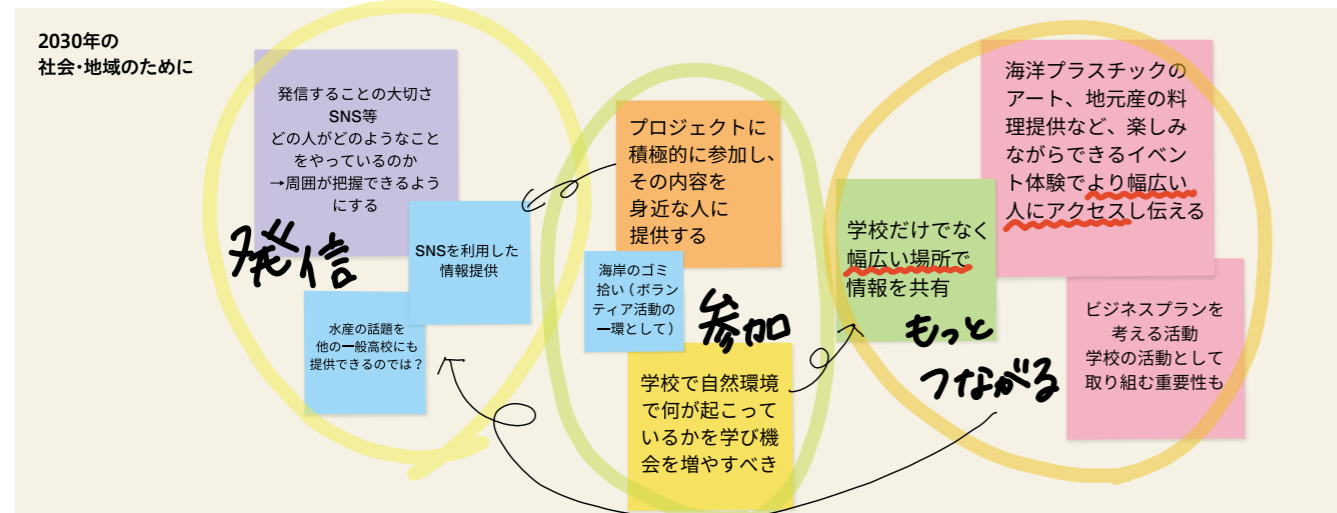 2030年の
社会・地域のために
発信することの大切さ
SNS等
どの人がどのようなこと
をやっているのか
→周囲が把握できるよう
にする
SNSを利用した
情報提供
水産の話題を
他の一般高校にも
提供できるのでは？
発信
プロジェクトに
積極的に参加し、
その内容を
身近な人に
提供する
海岸のゴミ
拾い（ボラン
ティア活動の
一環として）
参加
学校で自然環境
で何が起こって
いるかを学び機
会を増やすべき
学校だけでなく
幅広い場所で
情報を共有
海洋プラスチックの
アート、地元産の料
理提供など、楽しみ
ながらできるイベン
ト体験でより幅広い
人にアクセスし伝える
ビジネスプランを
考える活動
学校の活動として
取り組む重要性も
もっと
つながる